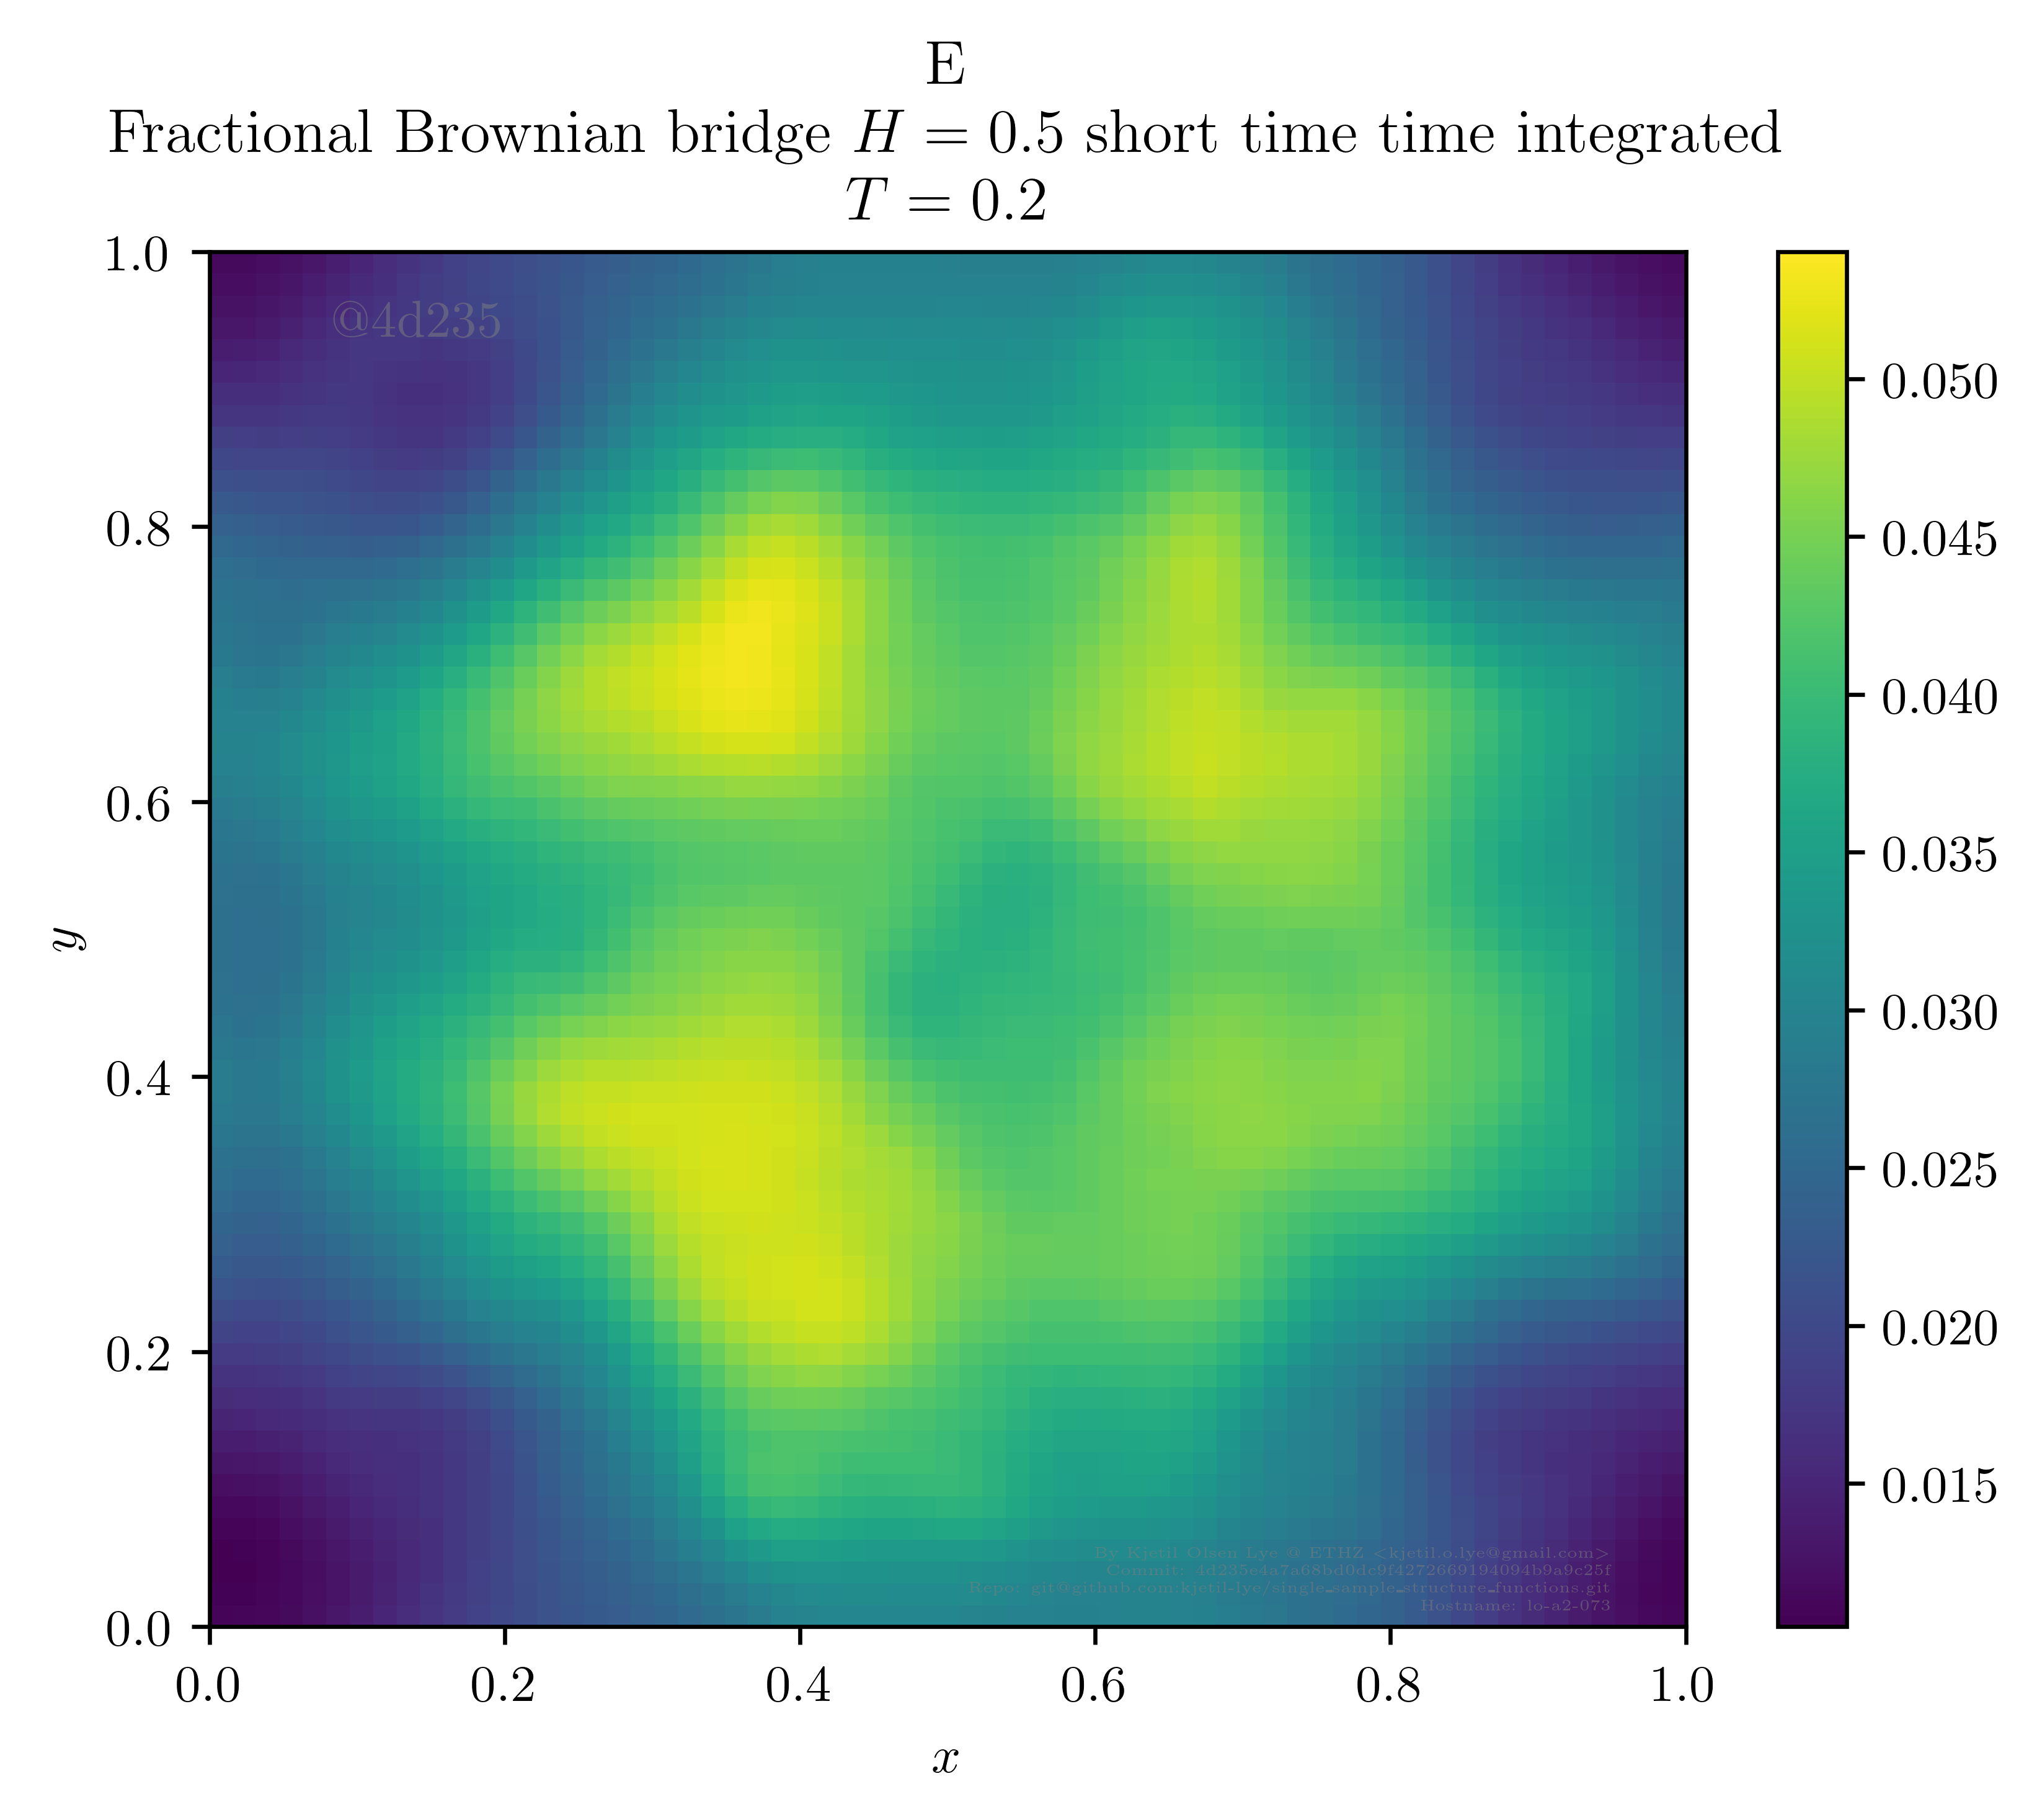 E
Fractional Brownian bridge H = 0.5 short time time integrated
T = 0.2
1.0
0.8
0.6
0.4
0.2
0.0
y
0.0 0.2 0.4 0.6 0.8 1.0
x
0.050
0.045
0.040
0.035
0.030
0.025
0.020
0.015
@4d235
By Kjetil Olsen Lye @ ETHZ <kjetil.o.lye@gmail.com>
Commit: 4d235e4a7a68bd0dc9f4272669194094b9a9c25f
Repo: git@github.com:kjetil-lye/single_sample_structure_functions.git
Hostname: lo-a2-073